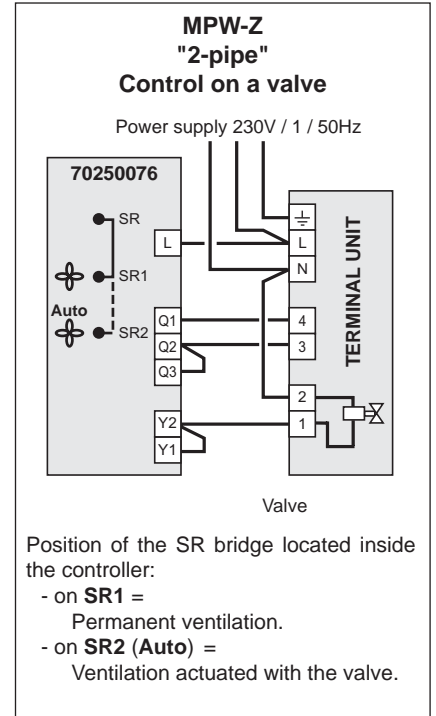 MPW-Z
"2-pipe"
Control on a valve
Power supply 230V / 1 / 50Hz
70250076
SR
SR1
Auto
SR2
L
Q1
Q2
Q3
Y2
Y1
L
N
4
3
2
1
TERMINAL UNIT
Valve
Position of the SR bridge located inside
the controller:
- on SR1 =
Permanent ventilation.
- on SR2 (Auto) =
Ventilation actuated with the valve.